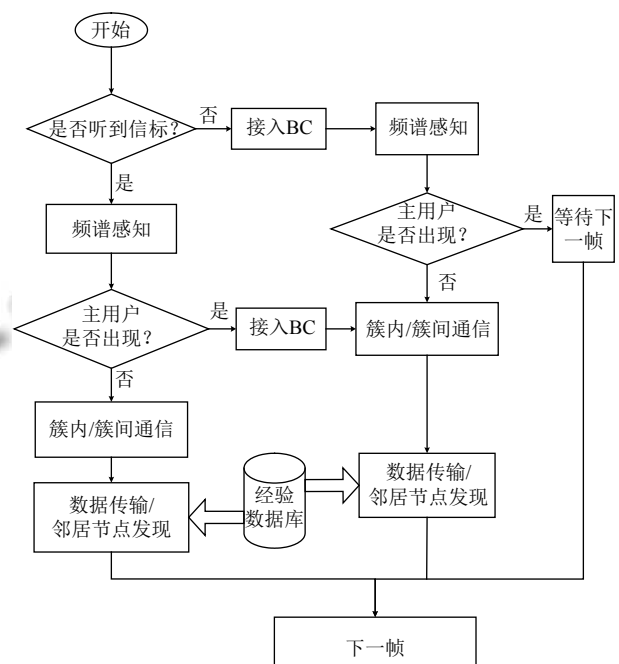 开始
是否听到信标？
否
接入BC
频谱感知
是
频谱感知
主用户
是否出现？
是
等待下
一帧
否
主用户
是否出现？
是
接入BC
簇内/簇间通信
否
簇内/簇间通信
经验
数据库
数据传输/
邻居节点发现
数据传输/
邻居节点发现
下一帧